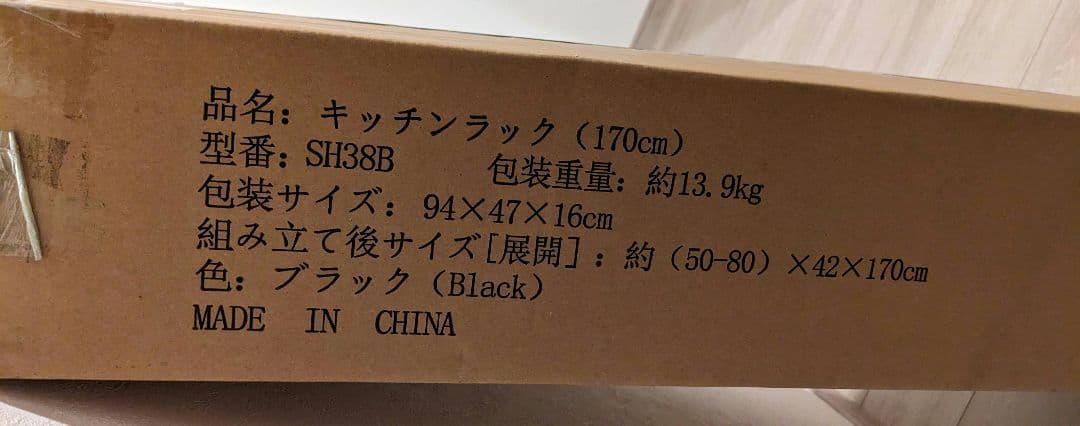 品名：キッチンラック（170cm）
型番：SH38B　　包装重量：約13.9kg
包装サイズ：94×47×16cm
組み立て後サイズ[展開]：約（50-80）×42×170cm
色：ブラック（Black）
MADE IN CHINA